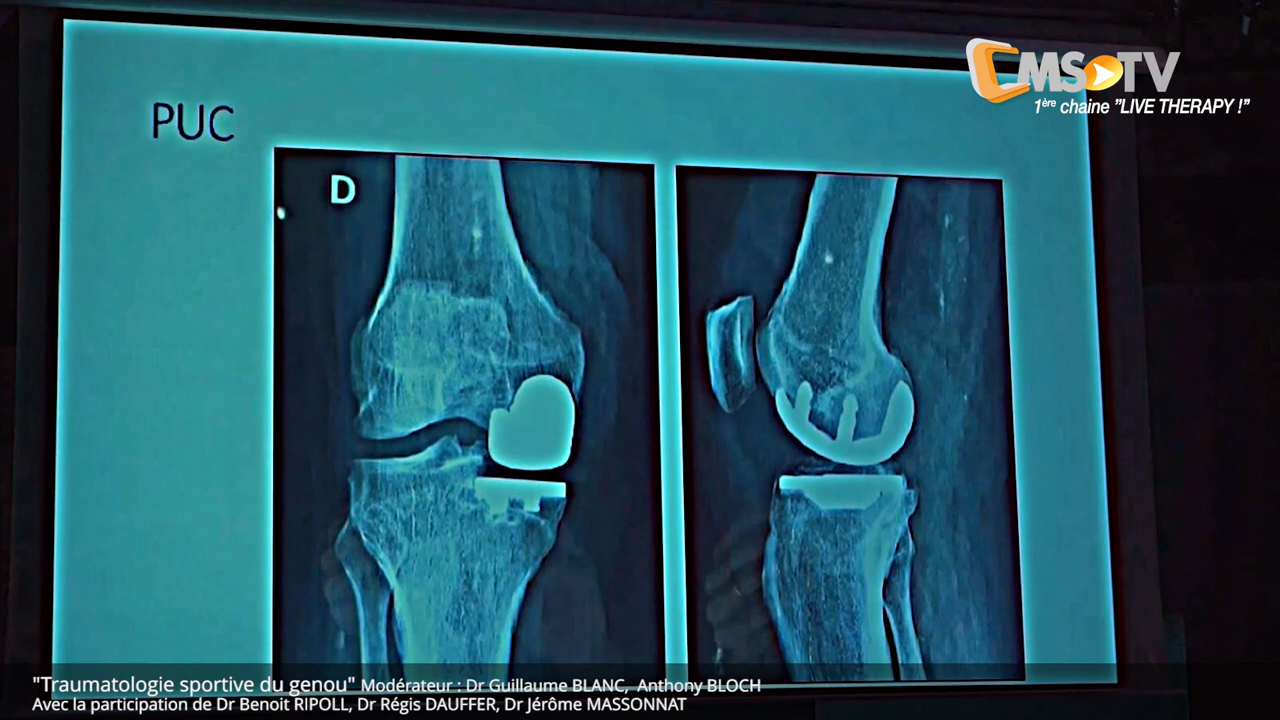 CMS TV
1ère chaine "LIVE THERAPY !"
PUC
D
"Traumatologie sportive du genou" Modérateur : Dr Guillaume BLANC, Anthony BLOCH
Avec la participation de Dr Benoit RIPOLL, Dr Régis DAUFFER, Dr Jérôme MASSONNAT